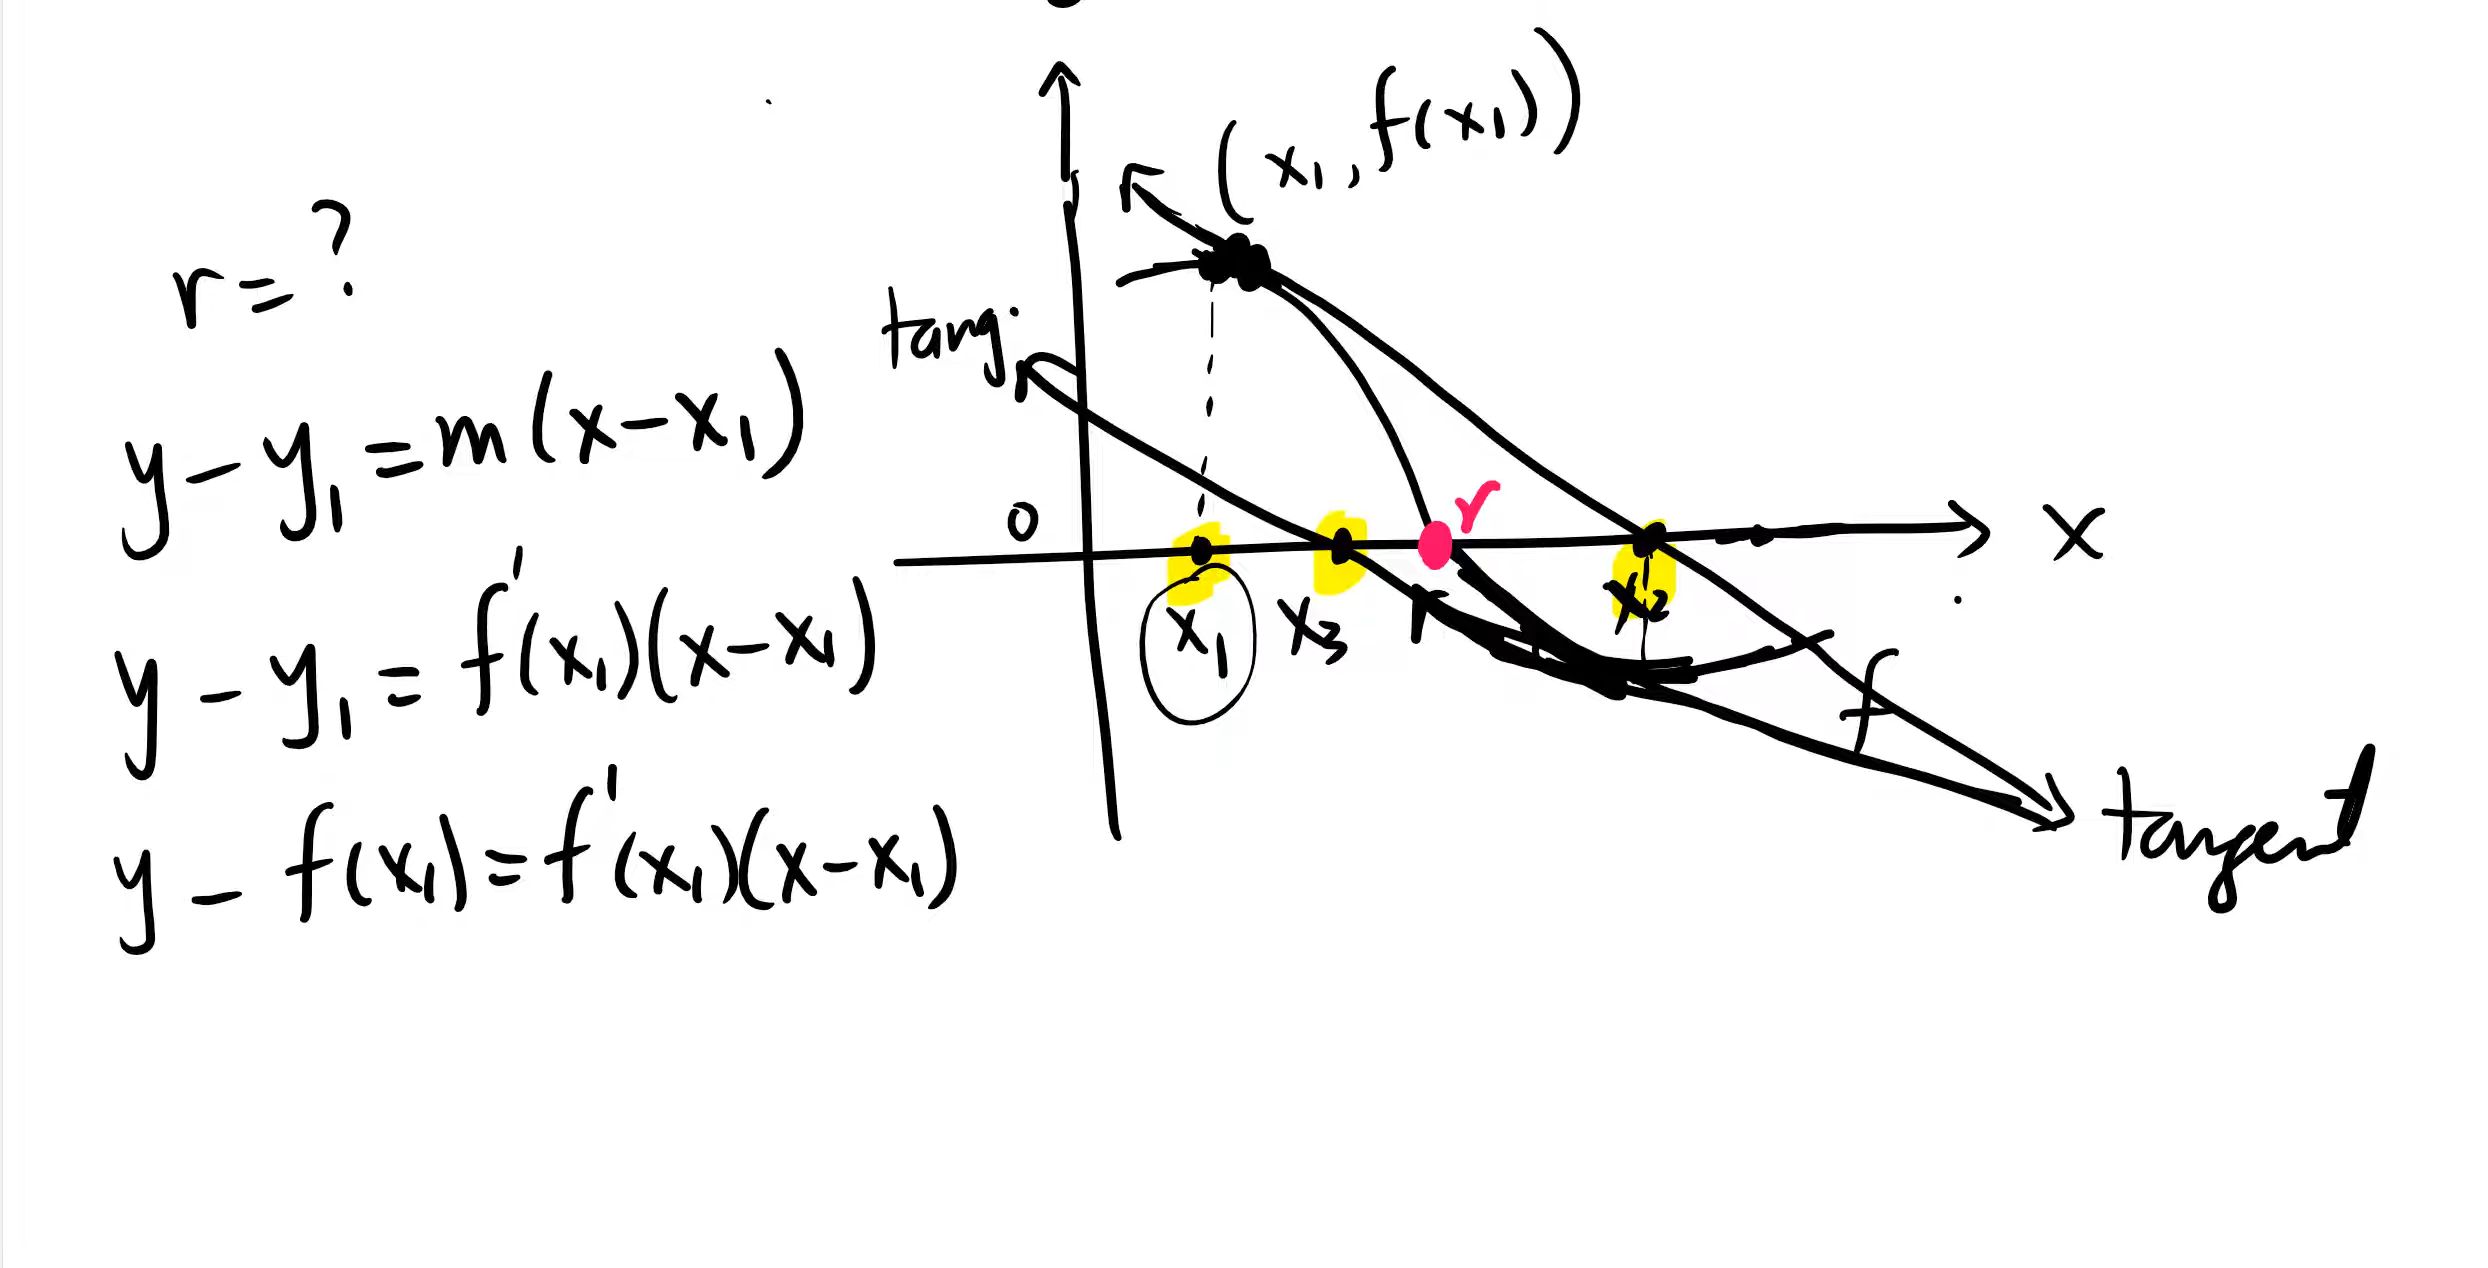 (x₁, f(x₁))
r = ?
tang.
y - y₁ = m(x - x₁)
0
r
x
x₁
x₃
x₂
y - y₁ = f'(x₁)(x - x₁)
f
tangent
y - f(x₁) = f'(x₁)(x - x₁)